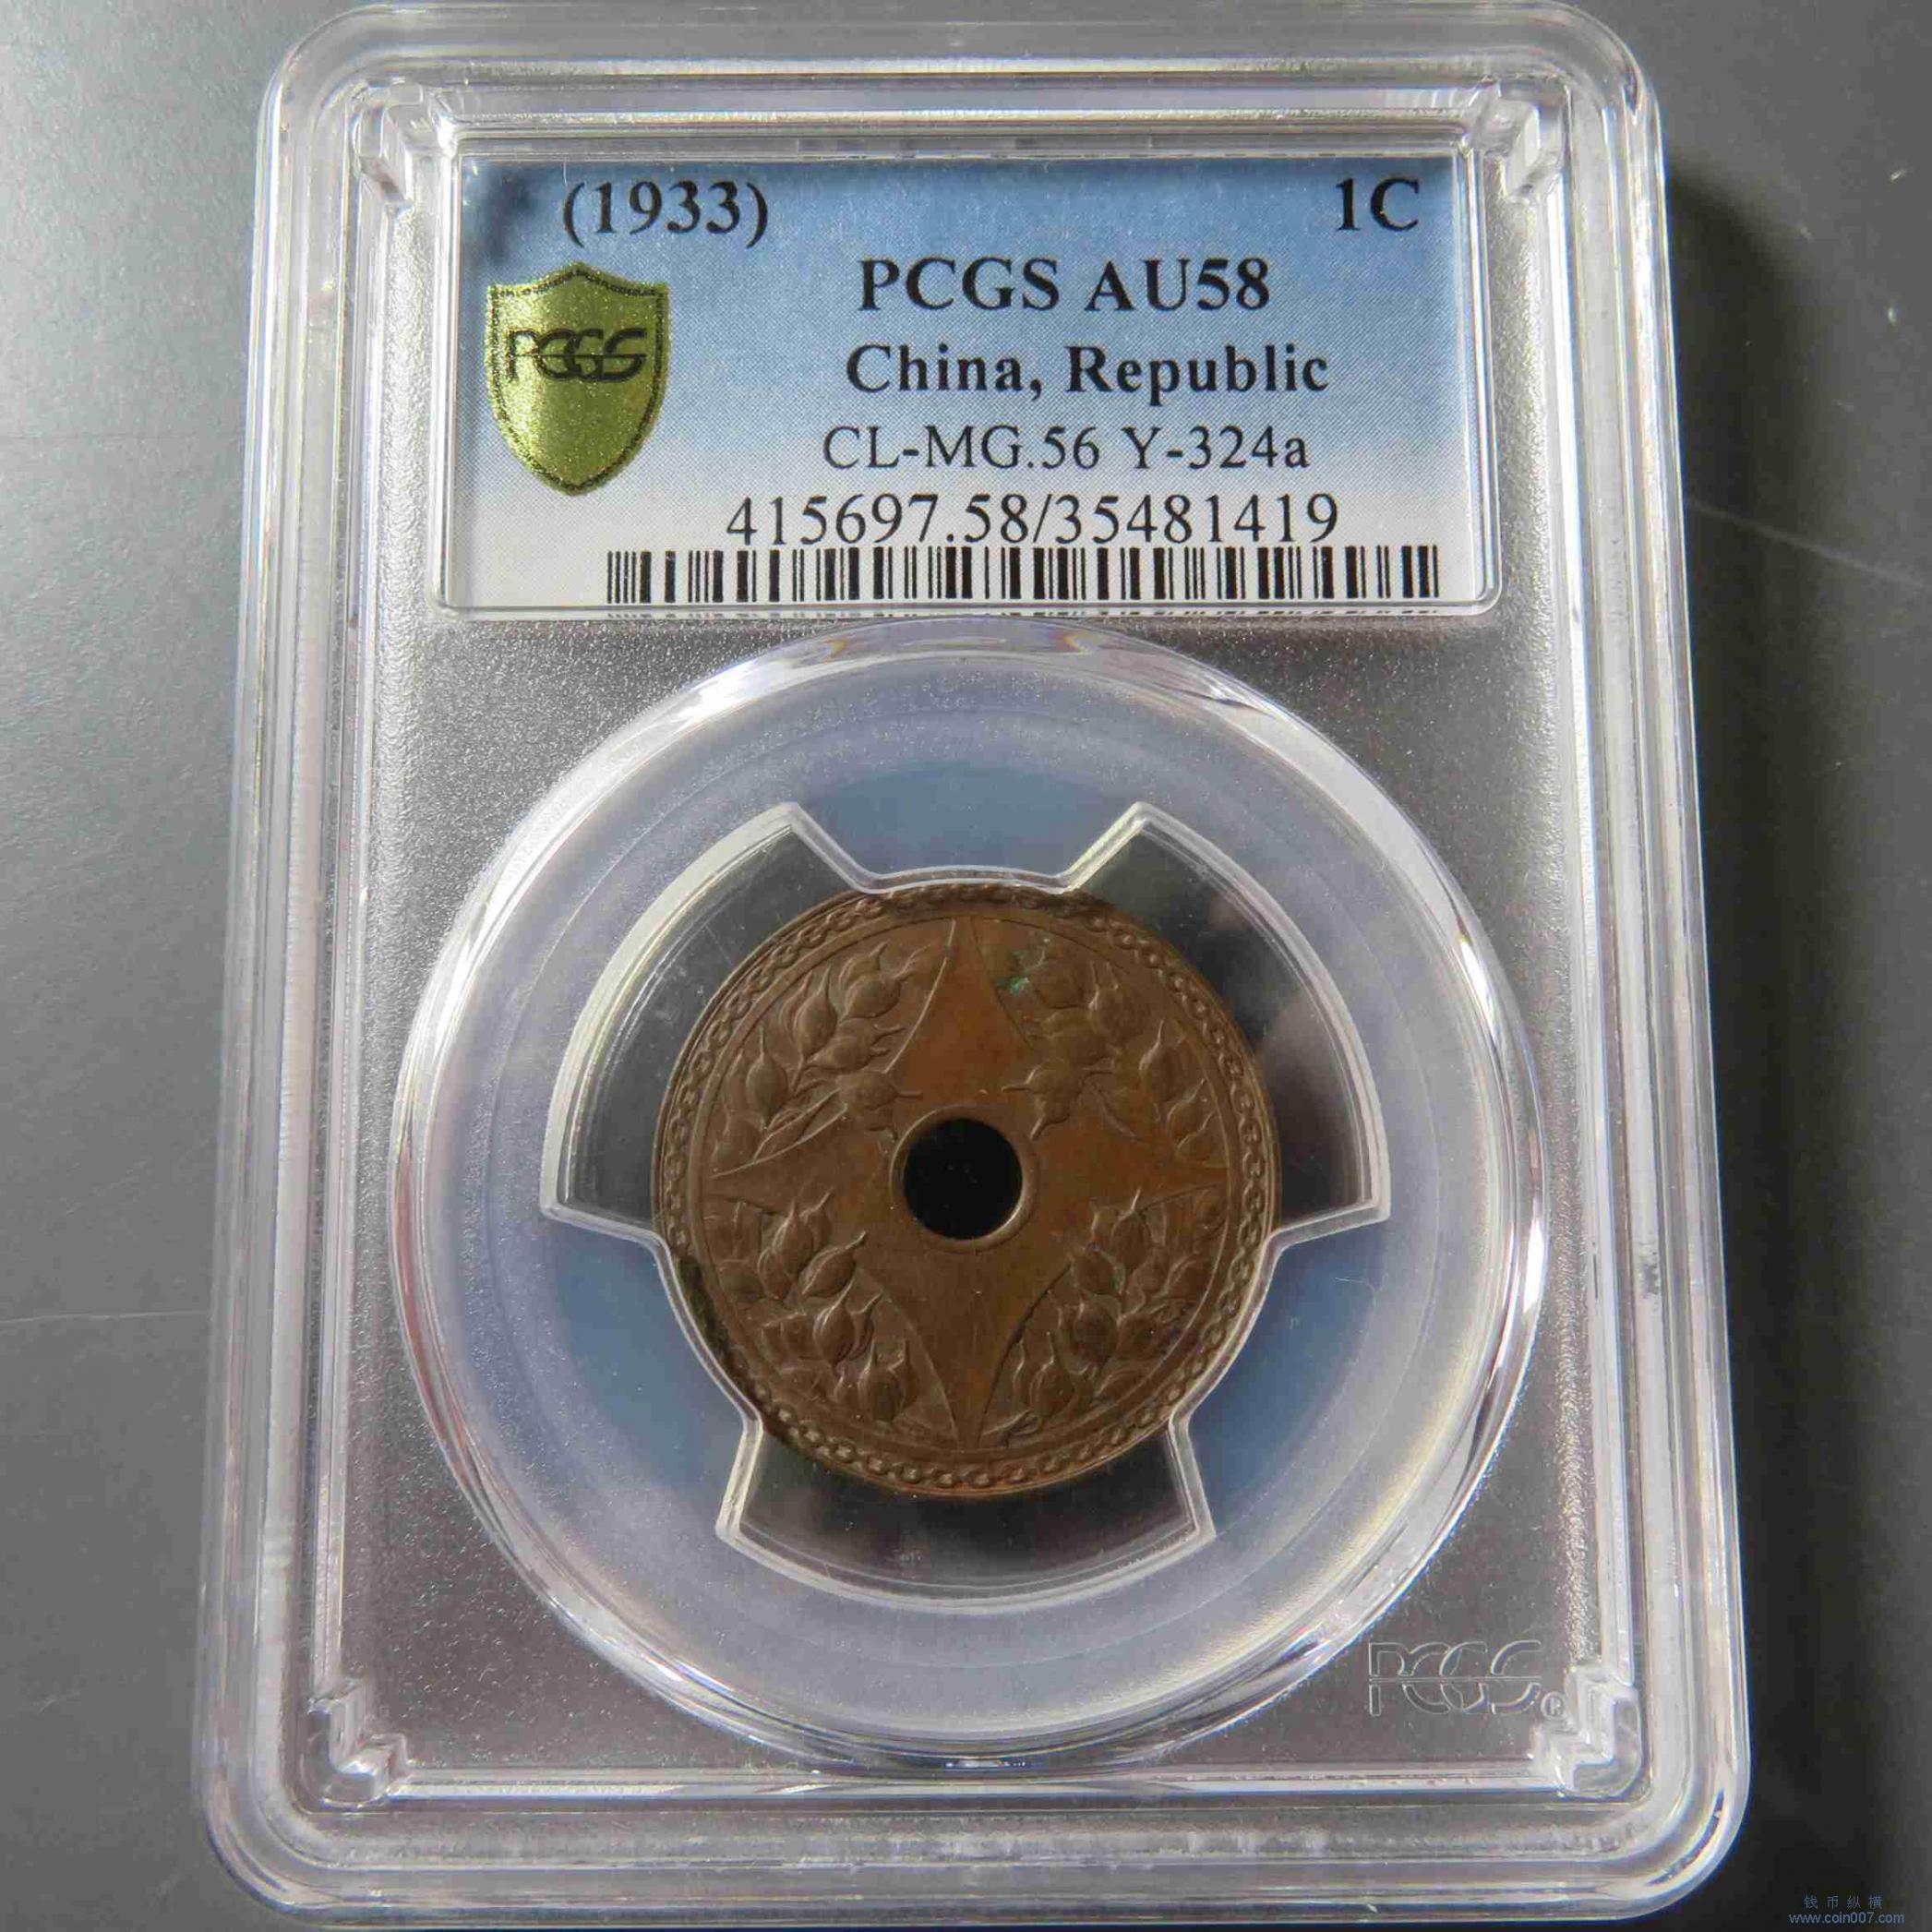 (1933) 1C
PCGS AU58
PCGS
China, Republic
CL-MG.56 Y-324a
415697.58/35481419
PCGS®
钱币纵横
www.coin007.com